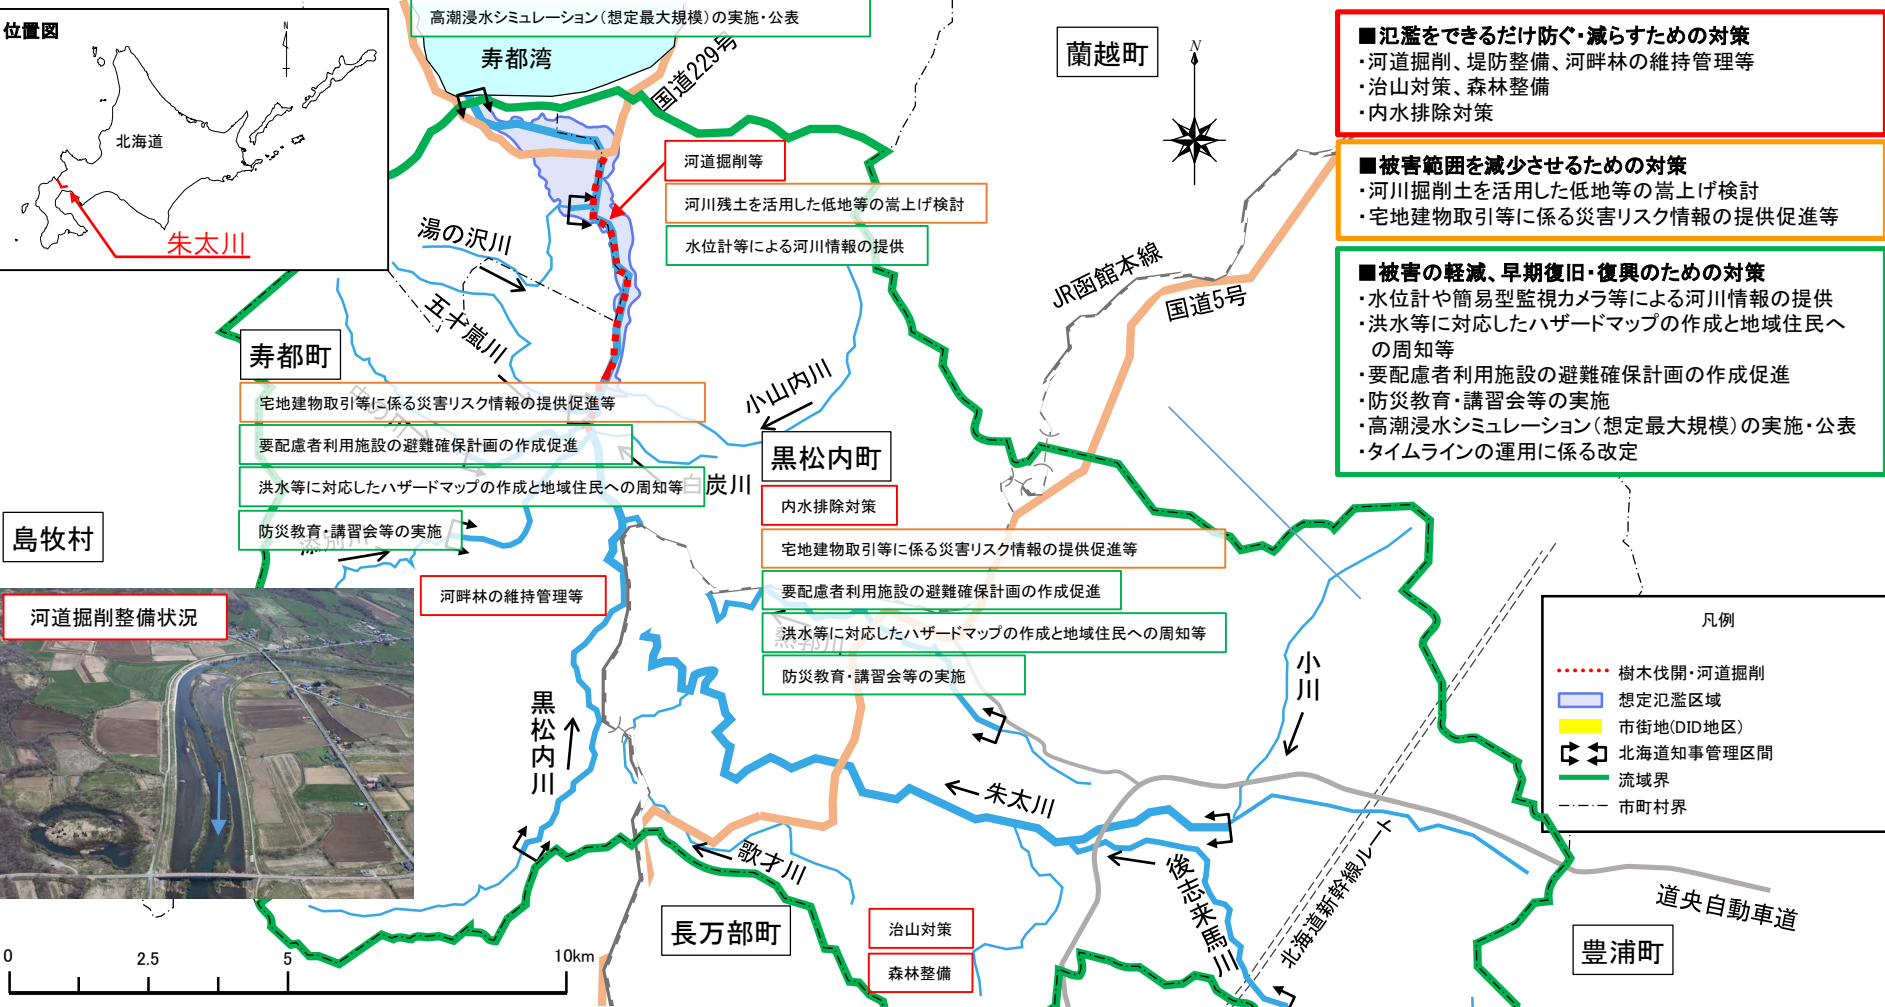 高潮浸水シミュレーション（想定最大規模）の実施・公表
位置図
N
北海道
朱太川
寿都湾
国道229号
蘭越町
N
■氾濫をできるだけ防ぐ・減らすための対策
・河道掘削、堤防整備、河畔林の維持管理等
・治山対策、森林整備
・内水排除対策
■被害範囲を減少させるための対策
・河川掘削土を活用した低地等の嵩上げ検討
・宅地建物取引等に係る災害リスク情報の提供促進等
■被害の軽減、早期復旧・復興のための対策
・水位計や簡易型監視カメラ等による河川情報の提供
・洪水等に対応したハザードマップの作成と地域住民へ
の周知等
・要配慮者利用施設の避難確保計画の作成促進
・防災教育・講習会等の実施
・高潮浸水シミュレーション（想定最大規模）の実施・公表
・タイムラインの運用に係る改定
河道掘削等
河川残土を活用した低地等の嵩上げ検討
水位計等による河川情報の提供
湯の沢川
五十嵐川
JR函館本線
国道5号
寿都町
宅地建物取引等に係る災害リスク情報の提供促進等
要配慮者利用施設の避難確保計画の作成促進
洪水等に対応したハザードマップの作成と地域住民への周知等
防災教育・講習会等の実施
中の川
小山内川
白炭川
黒松内町
内水排除対策
宅地建物取引等に係る災害リスク情報の提供促進等
要配慮者利用施設の避難確保計画の作成促進
洪水等に対応したハザードマップの作成と地域住民への周知等
防災教育・講習会等の実施
熱郛川
島牧村
添別川
河畔林の維持管理等
河道掘削整備状況
黒松内川
小川
朱太川
歌才川
後志来馬川
北海道新幹線ルート
道央自動車道
長万部町
治山対策
森林整備
豊浦町
凡例
樹木伐開・河道掘削
想定氾濫区域
市街地(DID地区)
北海道知事管理区間
流域界
市町村界
0 2.5 5 10km